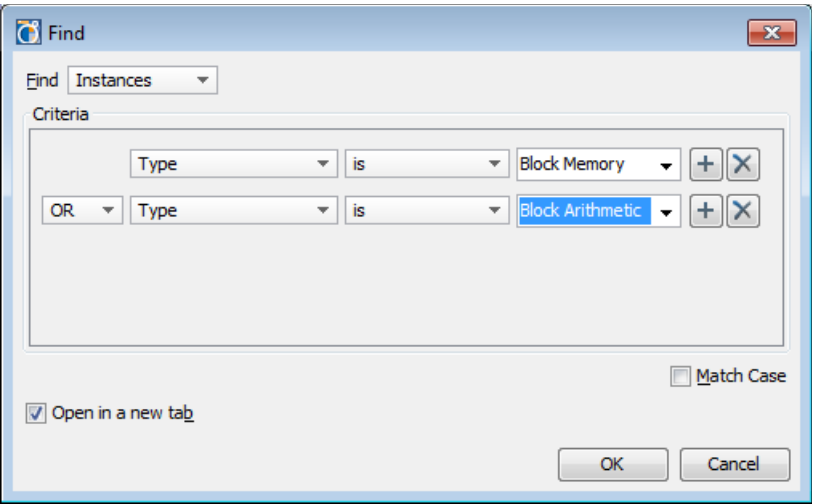 Find
Find Instances
Criteria
Type is Block Memory
OR Type is Block Arithmetic
Match Case
Open in a new tab
OK Cancel